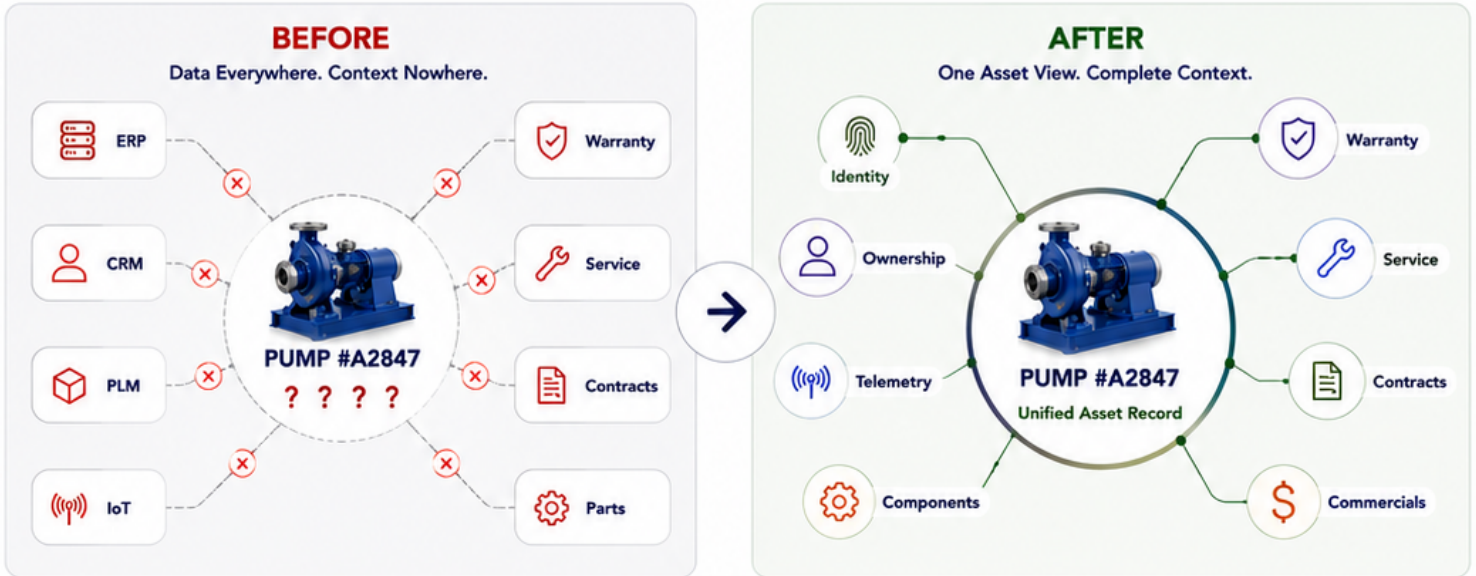 BEFORE
Data Everywhere. Context Nowhere.
ERP
CRM
PLM
IoT
PUMP #A2847
? ? ? ?
Warranty
Service
Contracts
Parts
AFTER
One Asset View. Complete Context.
Identity
Ownership
Telemetry
Components
PUMP #A2847
Unified Asset Record
Warranty
Service
Contracts
Commercials